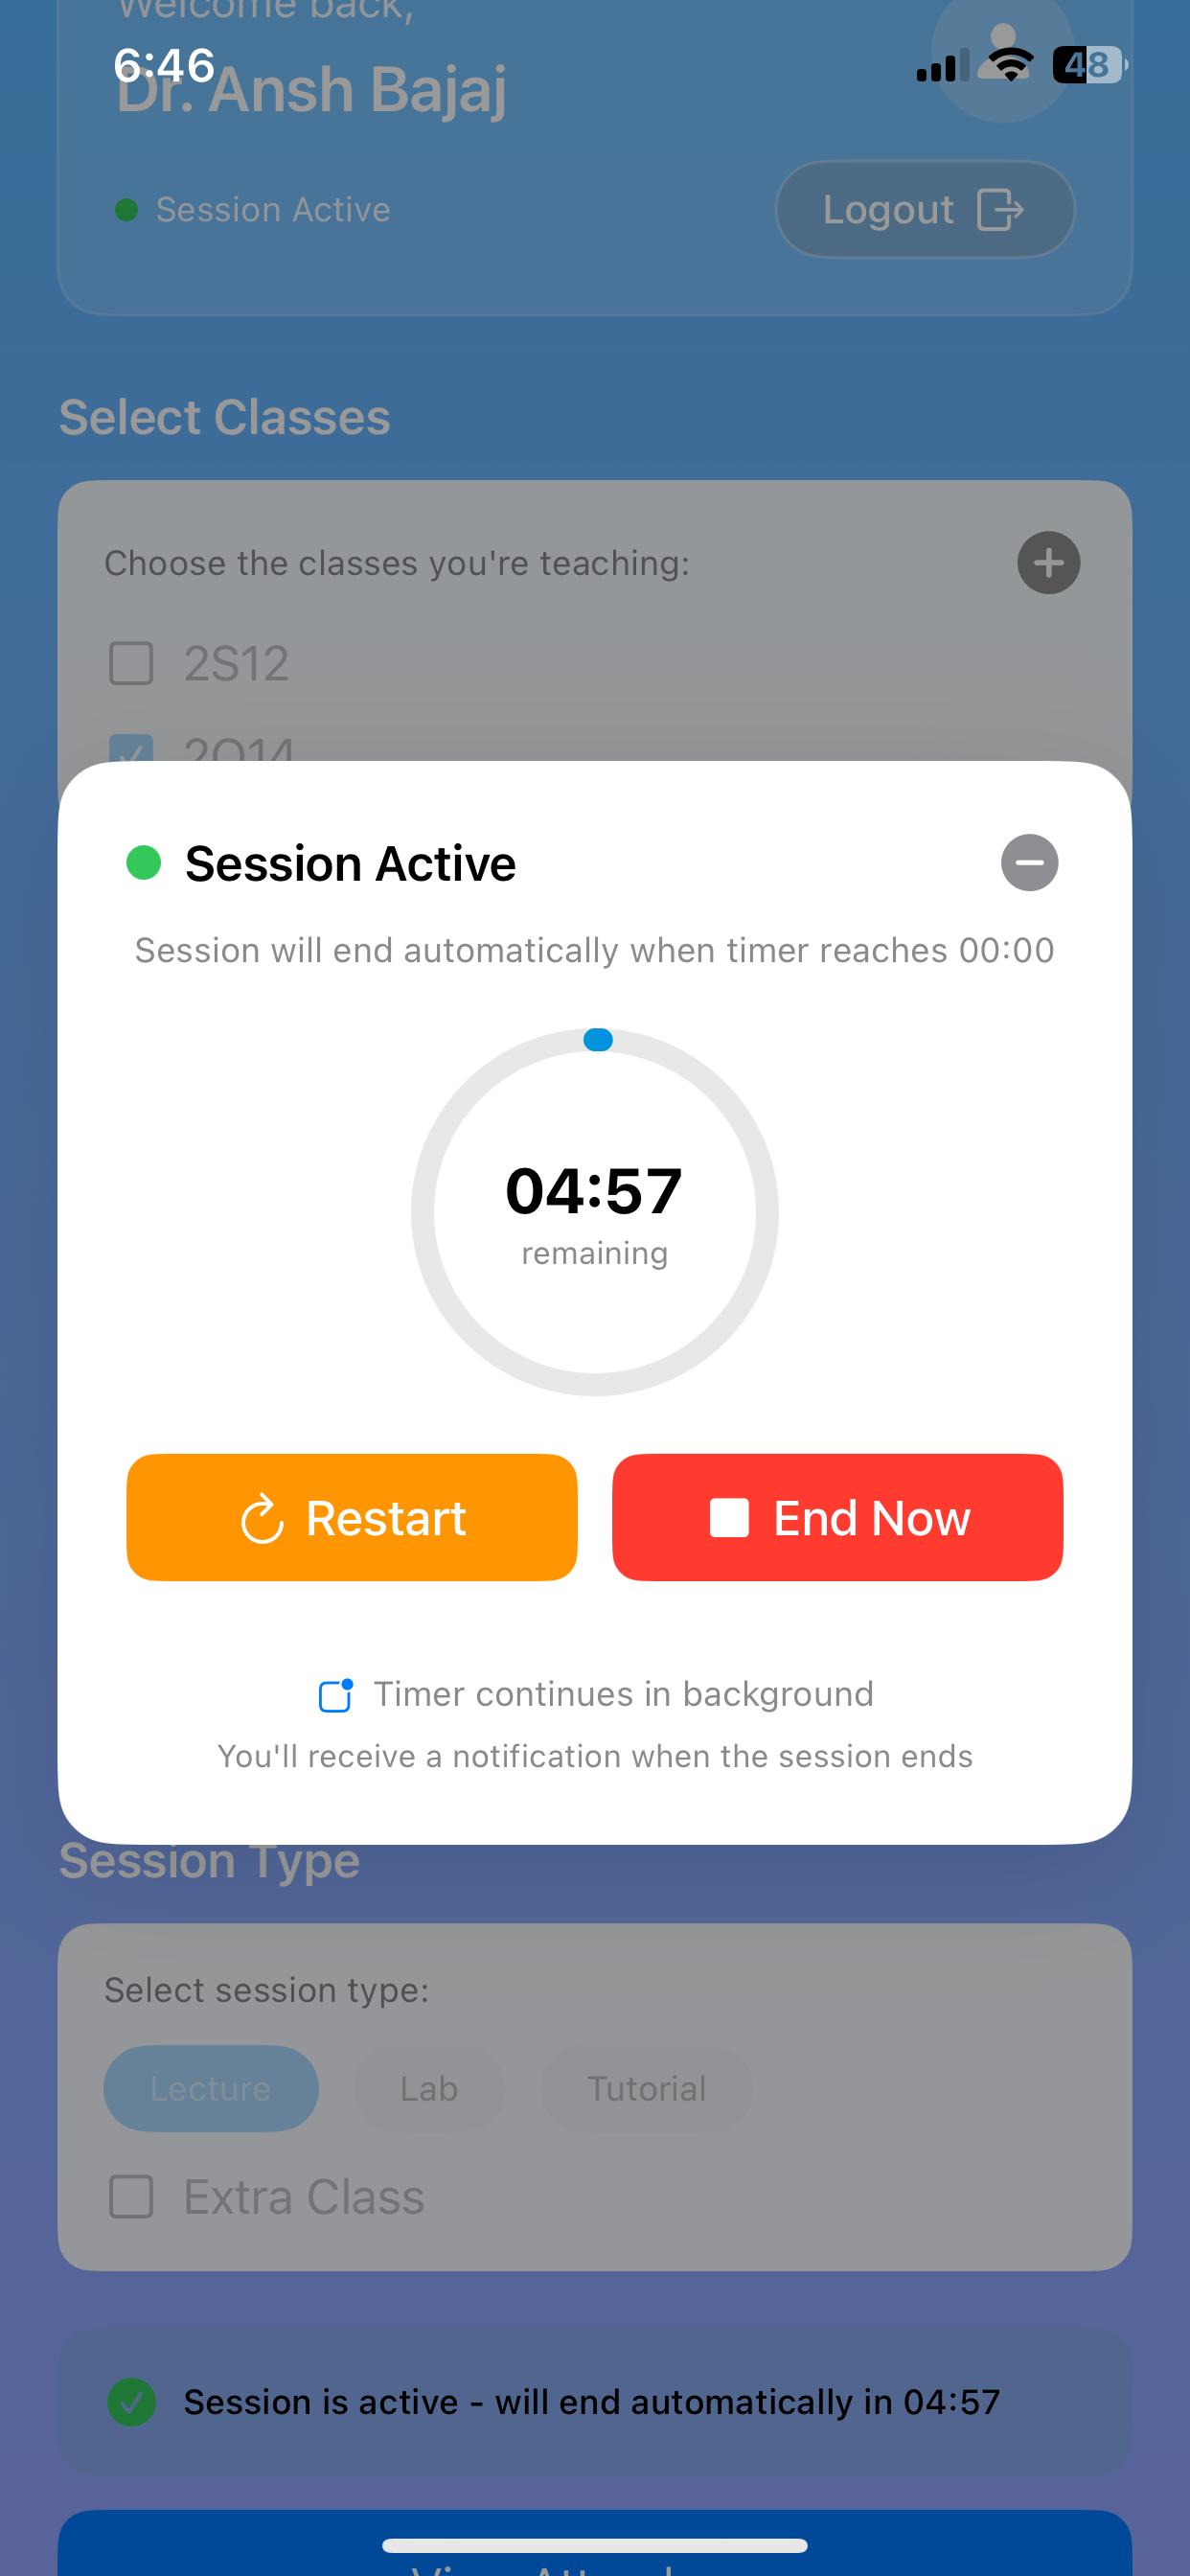 Welcome back,
6:46
48
Dr. Ansh Bajaj
Session Active
Logout
Select Classes
Choose the classes you're teaching:
2S12
Session Active
Session will end automatically when timer reaches 00:00
04:57
remaining
Restart
End Now
Timer continues in background
You'll receive a notification when the session ends
Session Type
Select session type:
Lecture
Lab
Tutorial
Extra Class
Session is active - will end automatically in 04:57